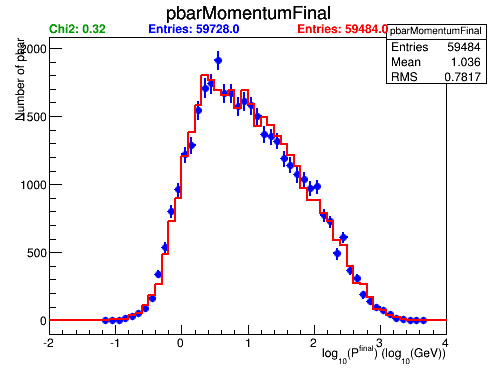 pbarMomentumFinal
Chi2: 0.32 Entries: 59728.0 Entries: 59484.0
pbarMomentumFinal
Entries 59484
Mean 1.036
RMS 0.7817
Number of pbar
2000
1500
1000
500
0
-2 -1 0 1 2 3 4
log10(P^final) (log10(GeV))